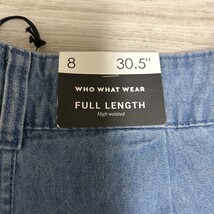 8 30.5"
WHO WHAT WEAR
FULL LENGTH
High waisted